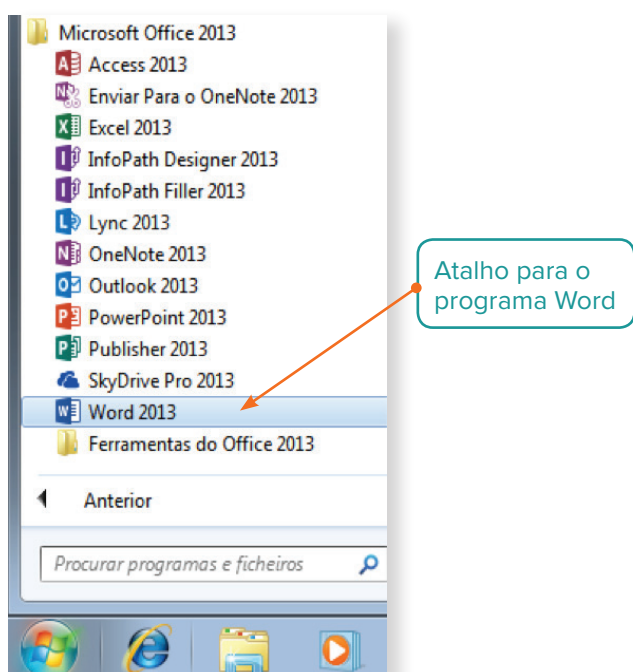 Microsoft Office 2013
Access 2013
Enviar Para o OneNote 2013
Excel 2013
InfoPath Designer 2013
InfoPath Filler 2013
Lync 2013
OneNote 2013
Outlook 2013
PowerPoint 2013
Publisher 2013
SkyDrive Pro 2013
Word 2013
Ferramentas do Office 2013
Anterior
Procurar programas e ficheiros
Atalho para o
programa Word